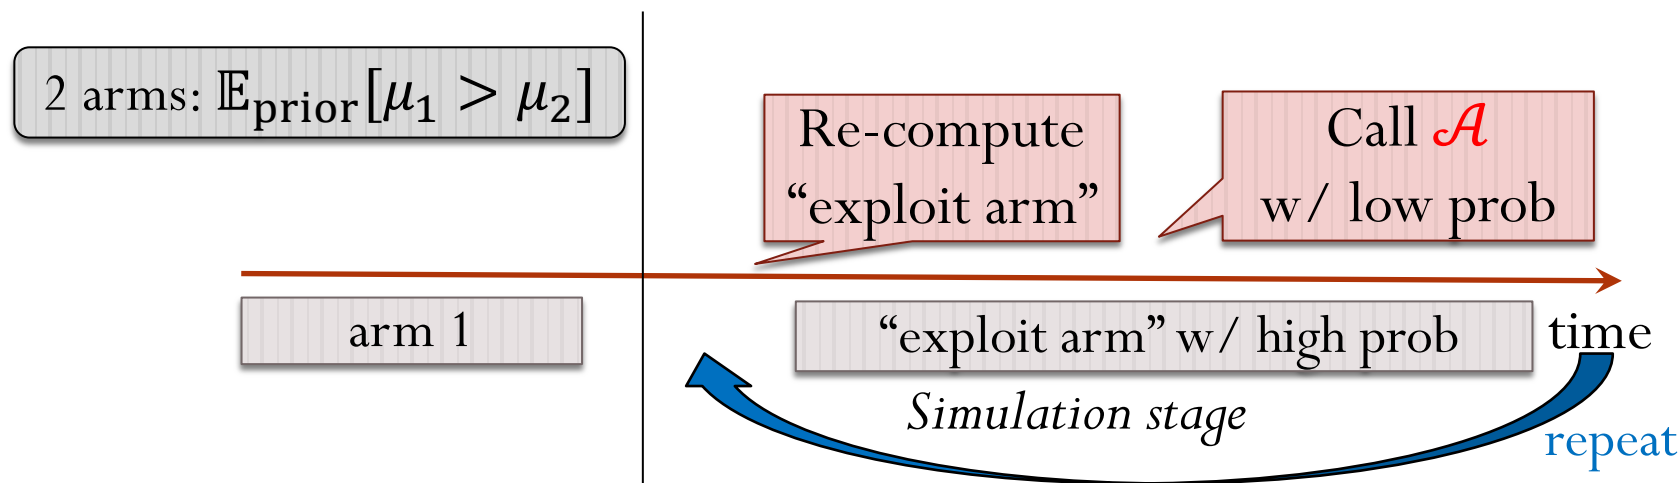 2 arms: 𝔼prior[μ₁ > μ₂]
Re-compute
“exploit arm”
Call 𝒜
w/ low prob
arm 1
“exploit arm” w/ high prob
time
Simulation stage
repeat